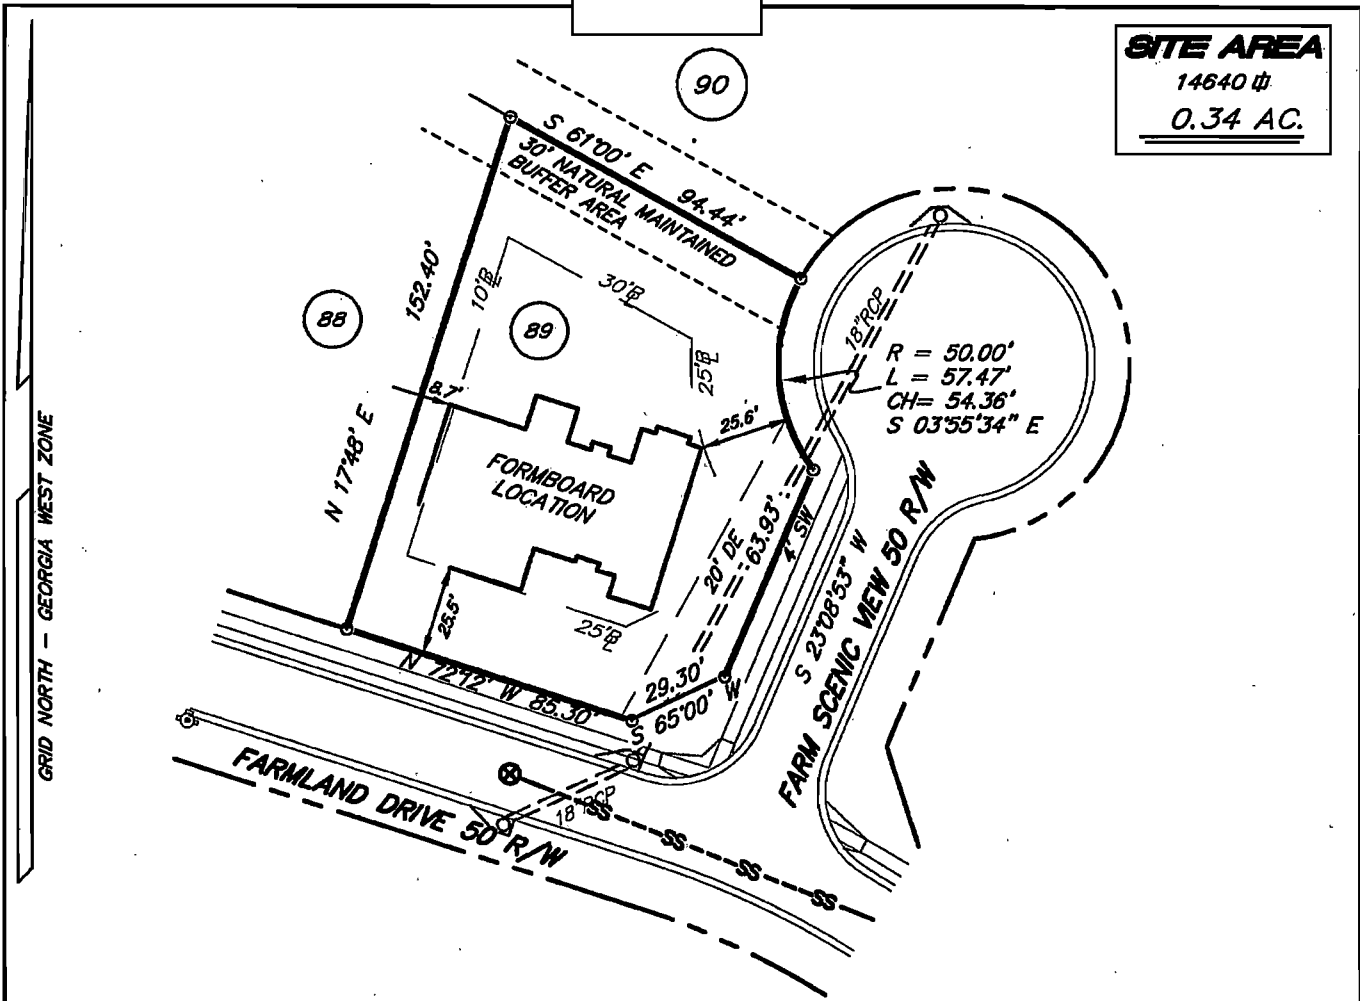 SITE AREA
14640 ⏍
0.34 AC.
90
S 61°00' E 94.44'
30' NATURAL MAINTAINED
BUFFER AREA
152.40'
N 17°48' E
10'BL
30'BL
25'BL
88
89
18"RCP
R = 50.00'
L = 57.47'
CH= 54.36'
S 03°55'34" E
8.7'
25.6'
FORMBOARD
LOCATION
20' DE
63.93'
4' SW
S 23°08'53" W
FARM SCENIC VIEW 50 R/W
25.5'
25'BL
N 72°12' W 85.30'
29.30'
S 65°00' W
FARMLAND DRIVE 50 R/W
18"RCP
SS
SS
SS
SS
GRID NORTH - GEORGIA WEST ZONE